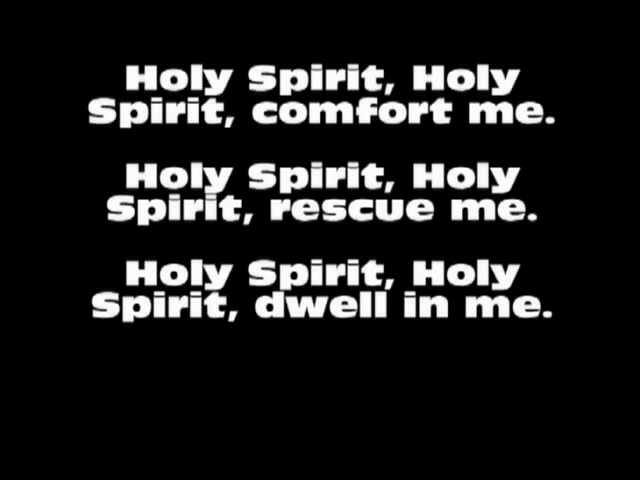 Holy Spirit, Holy
Spirit, comfort me.
Holy Spirit, Holy
Spirit, rescue me.
Holy Spirit, Holy
Spirit, dwell in me.